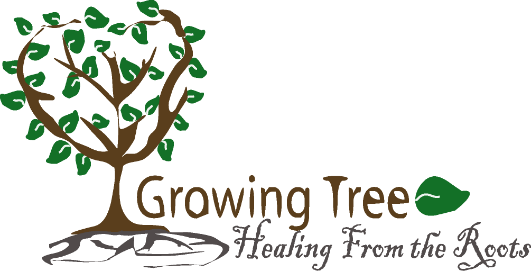 Growing Tree
Healing From the Roots